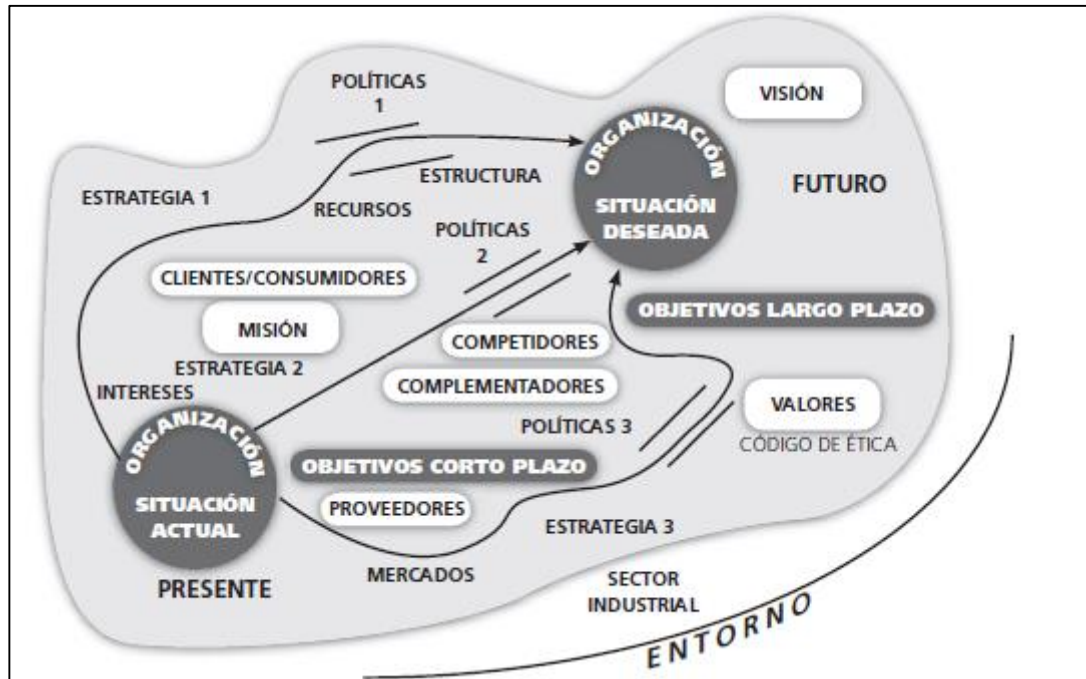 POLÍTICAS
1
VISIÓN
ORGANIZACIÓN
SITUACIÓN
DESEADA
FUTURO
ESTRATEGIA 1
ESTRUCTURA
RECURSOS
POLÍTICAS
2
CLIENTES/CONSUMIDORES
MISIÓN
OBJETIVOS LARGO PLAZO
COMPETIDORES
ESTRATEGIA 2
COMPLEMENTADORES
INTERESES
VALORES
CÓDIGO DE ÉTICA
POLÍTICAS 3
ORGANIZACIÓN
SITUACIÓN
ACTUAL
OBJETIVOS CORTO PLAZO
PROVEEDORES
ESTRATEGIA 3
MERCADOS
PRESENTE
SECTOR
INDUSTRIAL
ENTORNO